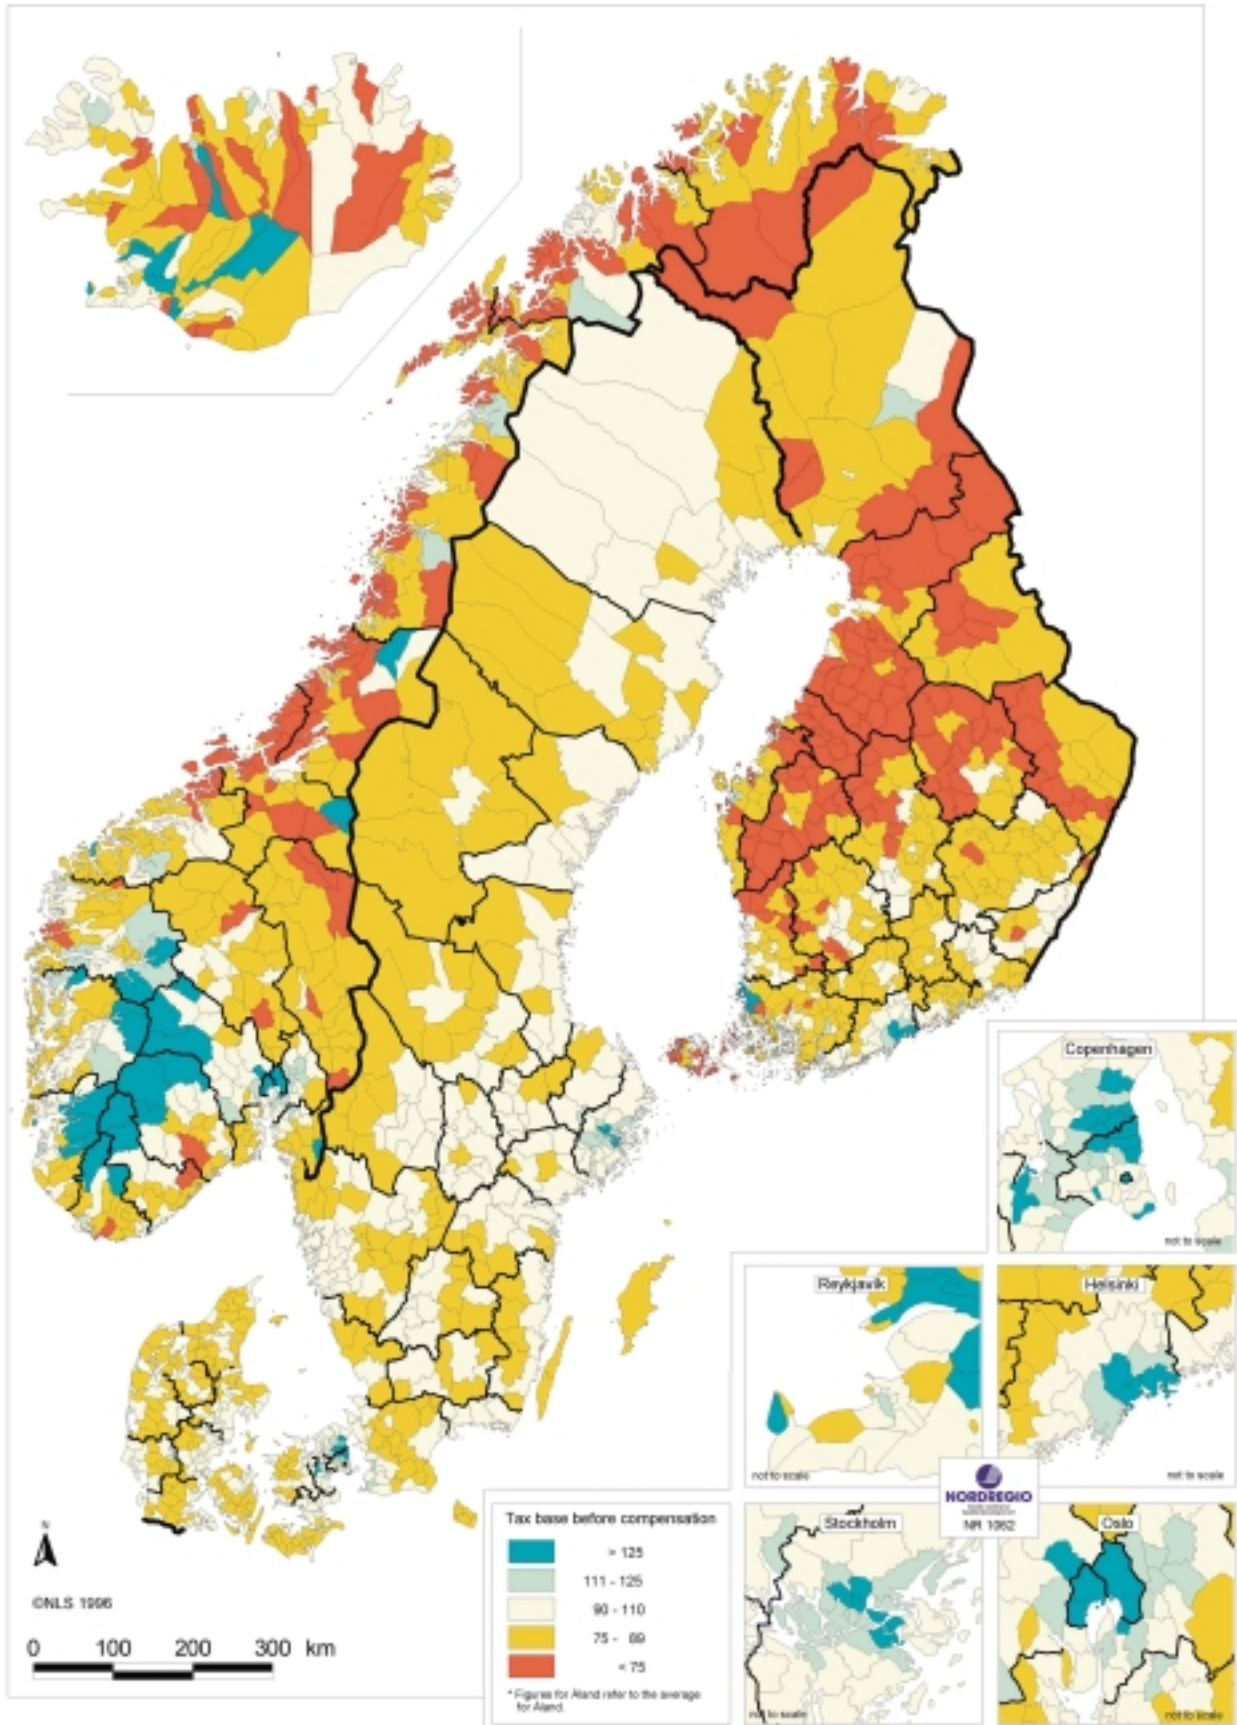 Copenhagen
not to scale
Reykjavik
not to scale
Helsinki
not to scale
NORDREGIO
NR 1062
Tax base before compensation
> 125
111 - 125
90 - 110
75 - 89
< 75
* Figures for Åland refer to the average
for Åland.
Stockholm
not to scale
Oslo
not to scale
N
©NLS 1996
0 100 200 300 km